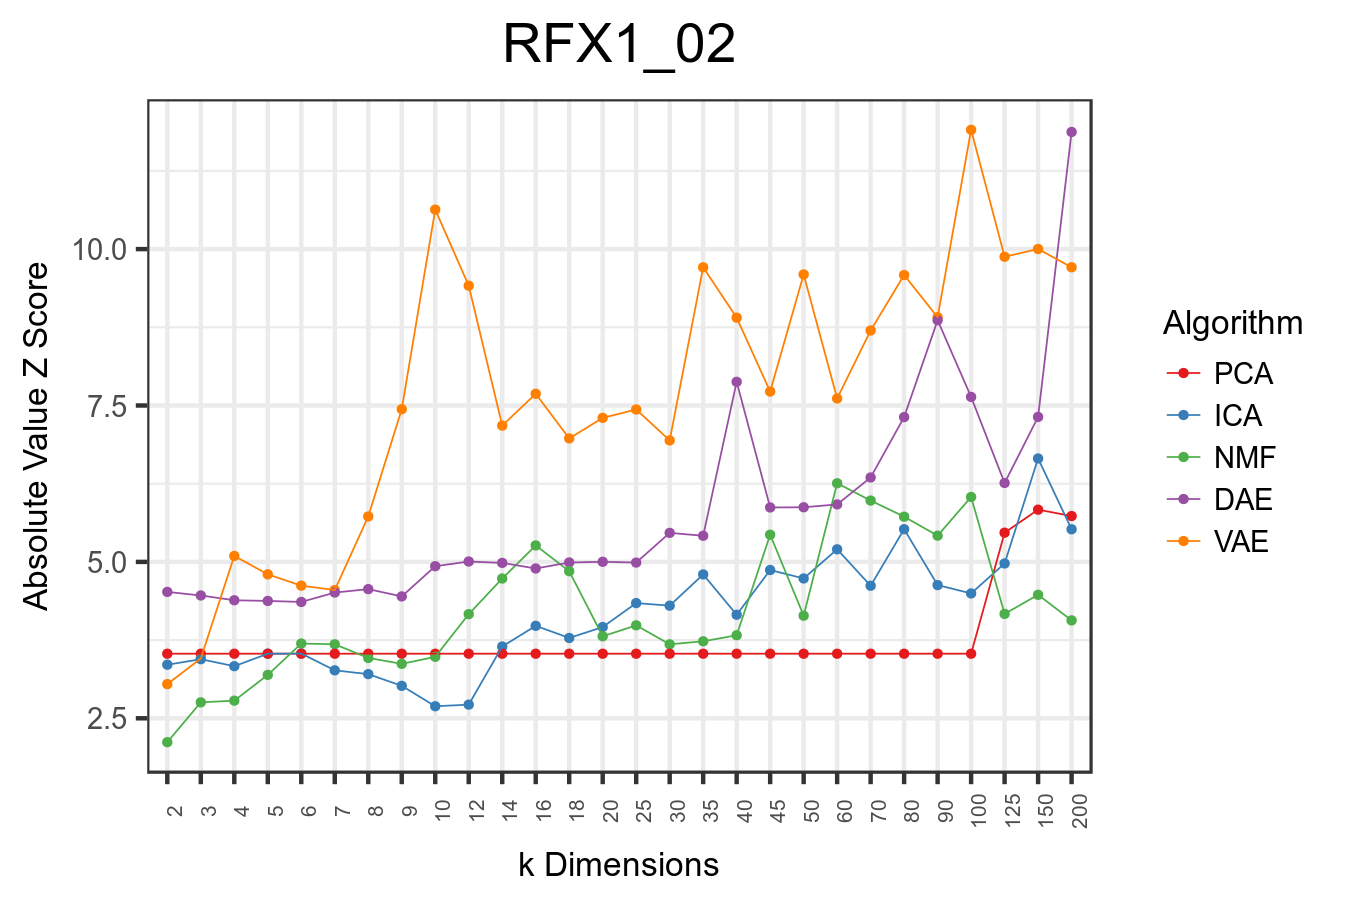 RFX1_02
Absolute Value Z Score
10.0
7.5
5.0
2.5
2 3 4 5 6 7 8 9 10 12 14 16 18 20 25 30 35 40 45 50 60 70 80 90 100 125 150 200
k Dimensions
Algorithm
PCA
ICA
NMF
DAE
VAE